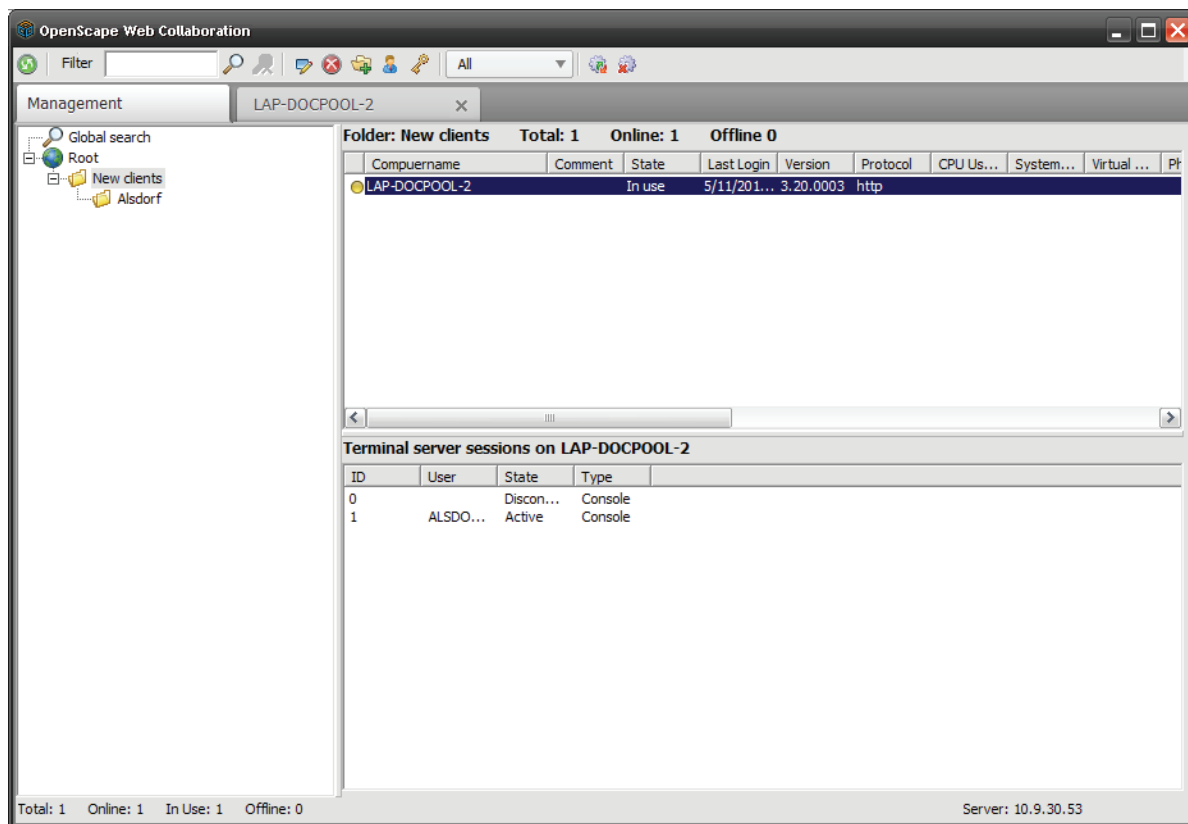 OpenScape Web Collaboration
Filter All
Management LAP-DOCPOOL-2
Global search
Root
New clients
Alsdorf
Folder: New clients Total: 1 Online: 1 Offline 0
Compuername Comment State Last Login Version Protocol CPU Us... System... Virtual ... Ph
LAP-DOCPOOL-2 In use 5/11/201... 3.20.0003 http
Terminal server sessions on LAP-DOCPOOL-2
ID User State Type
0 Discon... Console
1 ALSDO... Active Console
Total: 1 Online: 1 In Use: 1 Offline: 0 Server: 10.9.30.53